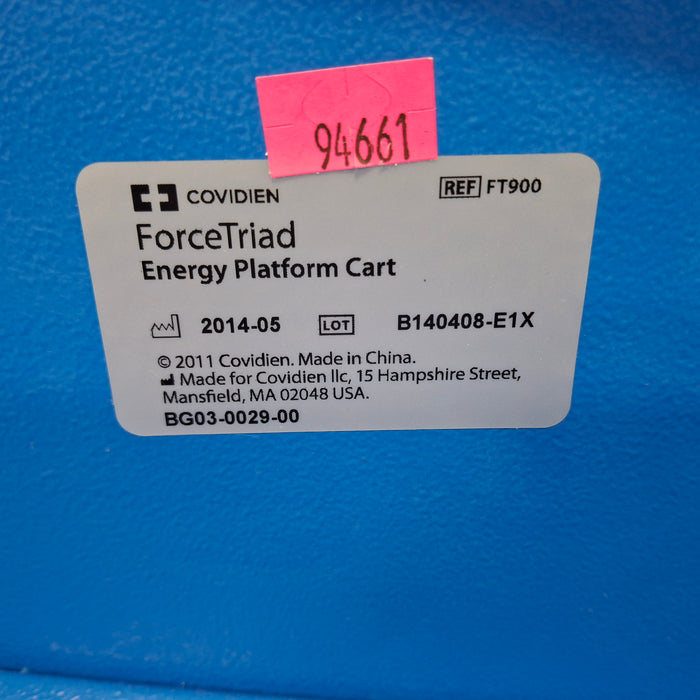 94661
COVIDIEN
REF FT900
ForceTriad
Energy Platform Cart
2014-05 LOT B140408-E1X
© 2011 Covidien. Made in China.
Made for Covidien llc, 15 Hampshire Street,
Mansfield, MA 02048 USA.
BG03-0029-00